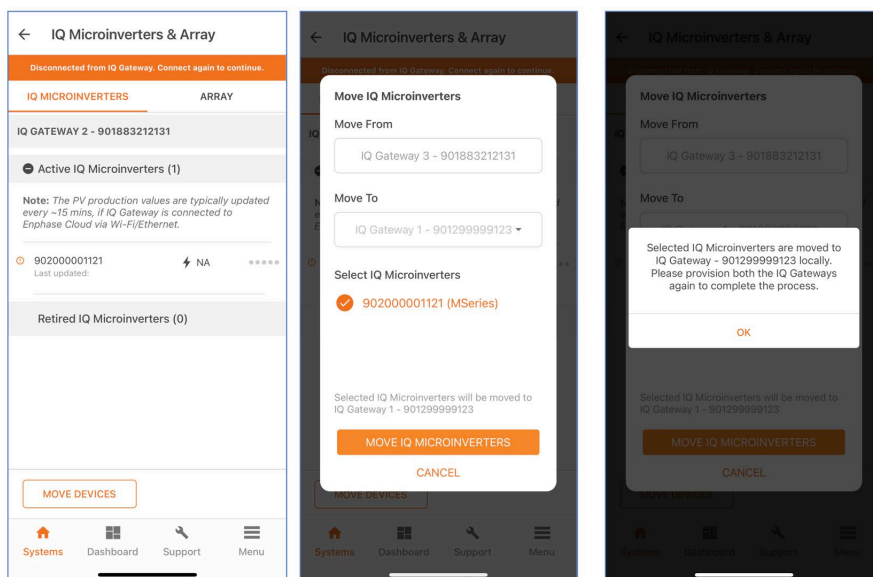 IQ Microinverters & Array
Disconnected from IQ Gateway. Connect again to continue.
IQ MICROINVERTERS
ARRAY
IQ GATEWAY 2 - 901883212131
Active IQ Microinverters (1)
Note: The PV production values are typically updated
every ~15 mins, if IQ Gateway is connected to
Enphase Cloud via Wi-Fi/Ethernet.
902000001121
NA
Last updated:
Retired IQ Microinverters (0)
MOVE DEVICES
Systems
Dashboard
Support
Menu
IQ Microinverters & Array
Disconnected from IQ Gateway. Connect again to continue.
Move IQ Microinverters
Move From
IQ Gateway 3 - 901883212131
Move To
IQ Gateway 1 - 901299999123
Select IQ Microinverters
902000001121 (MSeries)
Selected IQ Microinverters will be moved to
IQ Gateway 1 - 901299999123
MOVE IQ MICROINVERTERS
CANCEL
MOVE DEVICES
Systems
Dashboard
Support
Menu
IQ Microinverters & Array
Move IQ Microinverters
Move From
IQ Gateway 3 - 901883212131
Move To
Selected IQ Microinverters are moved to
IQ Gateway - 901299999123 locally.
Please provision both the IQ Gateways
again to complete the process.
OK
Selected IQ Microinverters will be moved to
IQ Gateway 1 - 901299999123
MOVE IQ MICROINVERTERS
CANCEL
MOVE DEVICES
Systems
Dashboard
Support
Menu